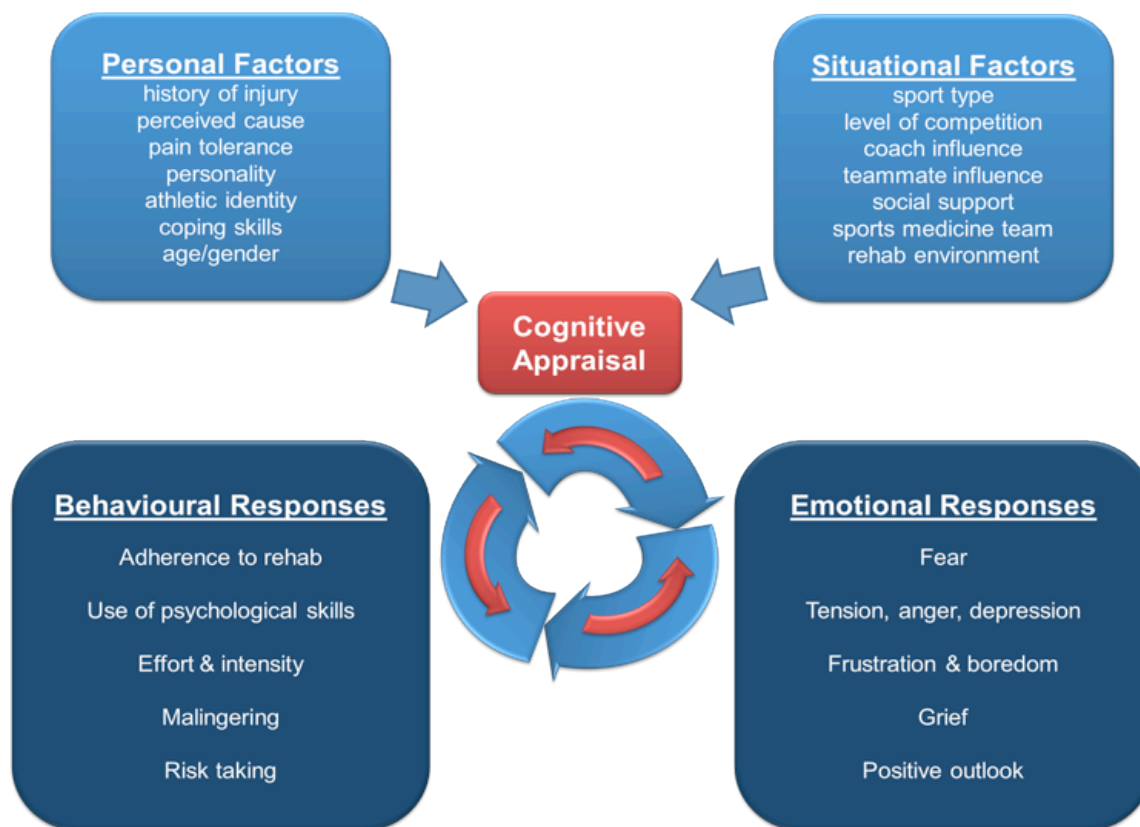 Personal Factors
history of injury
perceived cause
pain tolerance
personality
athletic identity
coping skills
age/gender
Situational Factors
sport type
level of competition
coach influence
teammate influence
social support
sports medicine team
rehab environment
Cognitive
Appraisal
Behavioural Responses
Adherence to rehab
Use of psychological skills
Effort & intensity
Malingering
Risk taking
Emotional Responses
Fear
Tension, anger, depression
Frustration & boredom
Grief
Positive outlook